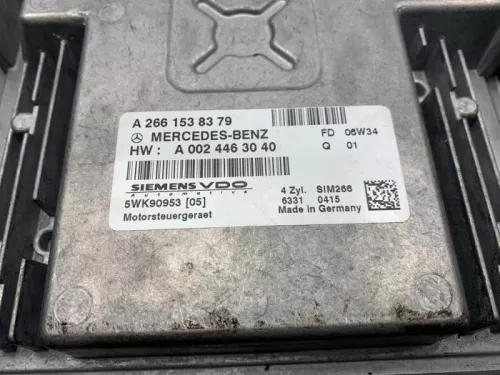 A 266 153 83 79
MERCEDES-BENZ
FD 06W34
HW : A 002 446 30 40
Q 01
SIEMENS VDO
Automotive
4 Zyl. SIM266
5WK90953 [05]
6331 0415
Motorsteuergeraet
Made in Germany